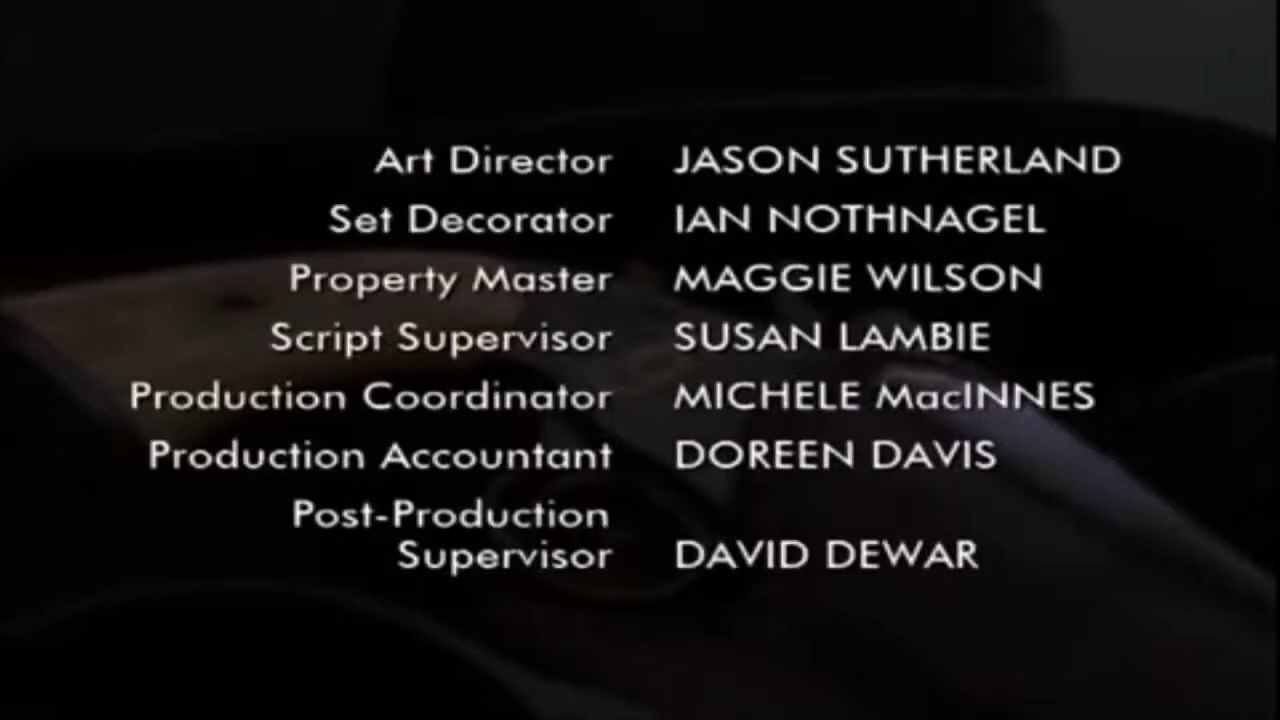 Art Director JASON SUTHERLAND
Set Decorator IAN NOTHNAGEL
Property Master MAGGIE WILSON
Script Supervisor SUSAN LAMBIE
Production Coordinator MICHELE MacINNES
Production Accountant DOREEN DAVIS
Post-Production
Supervisor DAVID DEWAR